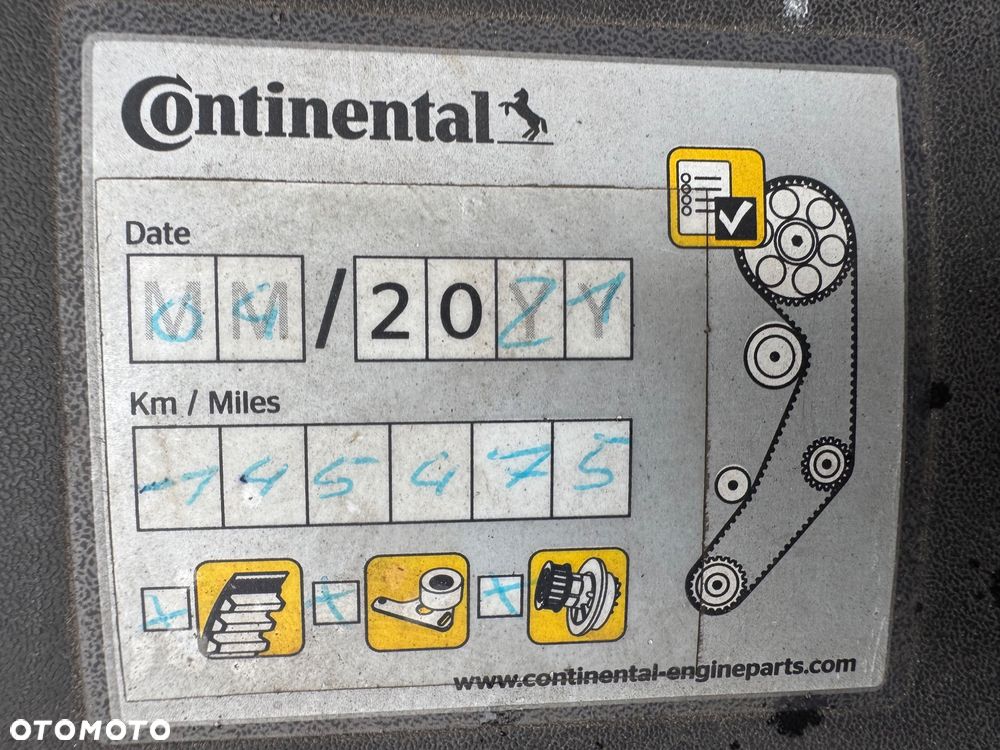 Continental
Date
04/2021
Km / Miles
145475
x x x
www.continental-engineparts.com
OTOMOTO